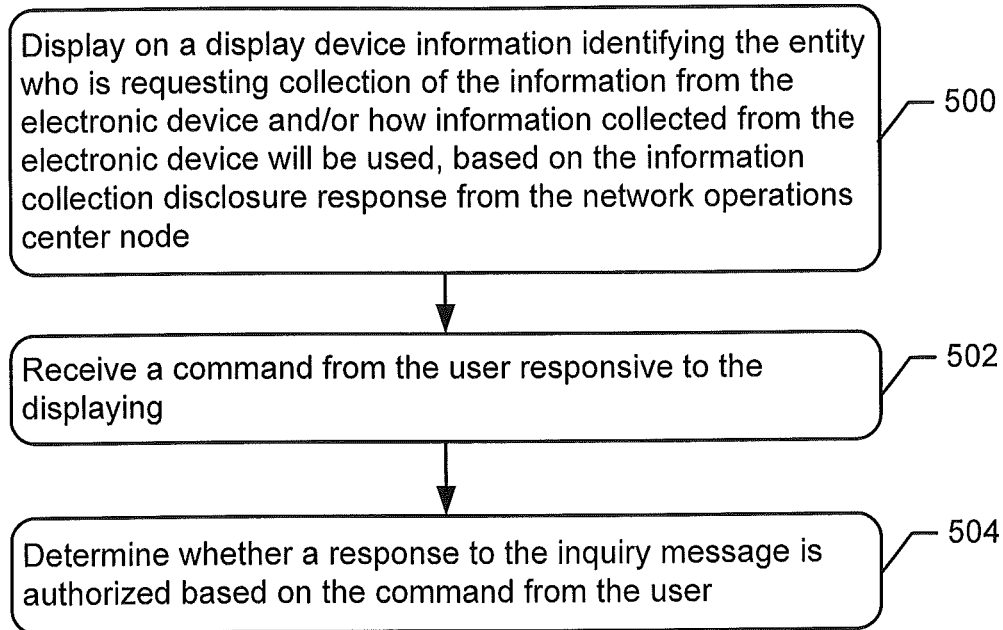 Display on a display device information identifying the entity
who is requesting collection of the information from the
electronic device and/or how information collected from the
electronic device will be used, based on the information
collection disclosure response from the network operations
center node
500
Receive a command from the user responsive to the
displaying
502
Determine whether a response to the inquiry message is
authorized based on the command from the user
504